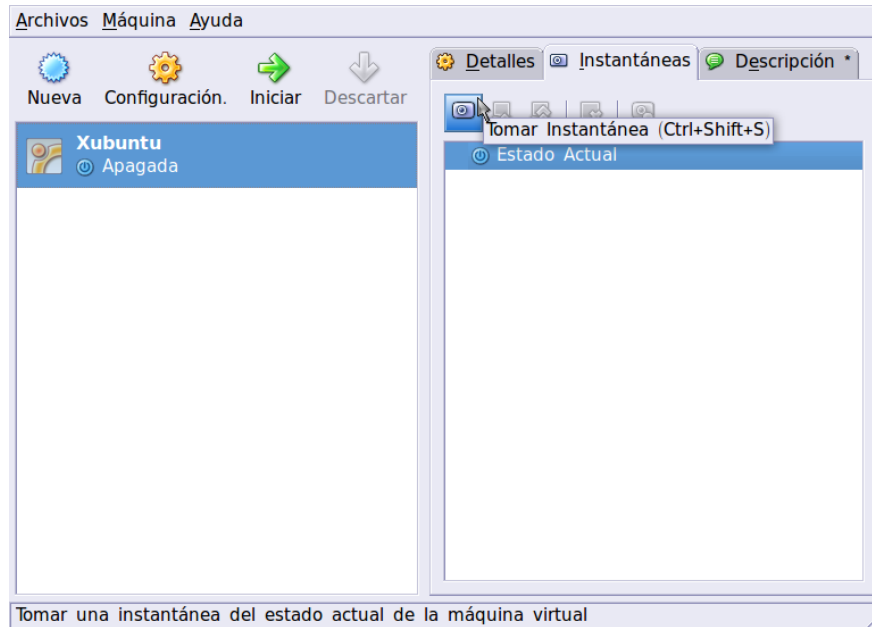 Archivos Máquina Ayuda
Nueva Configuración. Iniciar Descartar
Xubuntu
Apagada
Detalles Instantáneas Descripción *
Tomar Instantánea (Ctrl+Shift+S)
Estado Actual
Tomar una instantánea del estado actual de la máquina virtual